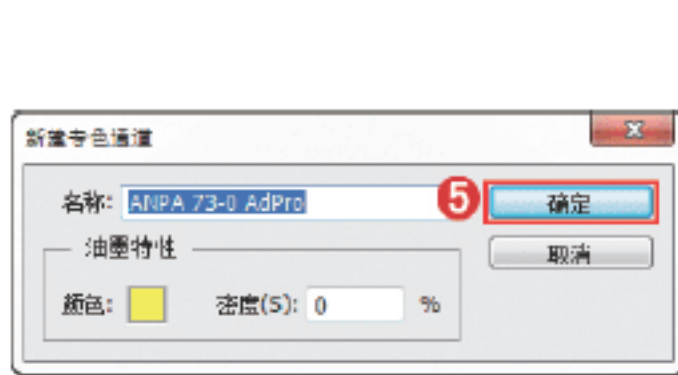 新建专色通道
名称: ANPA 73-0 AdPro
5 确定
油墨特性
取消
颜色: 密度(S): 0 %